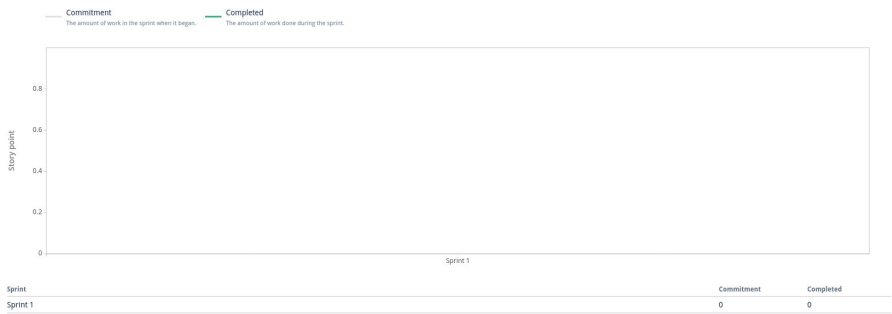 Commitment
The amount of work in the sprint when it began.
Completed
The amount of work done during the sprint.
Story point
0.8
0.6
0.4
0.2
0
Sprint 1
Sprint Commitment Completed
Sprint 1 0 0